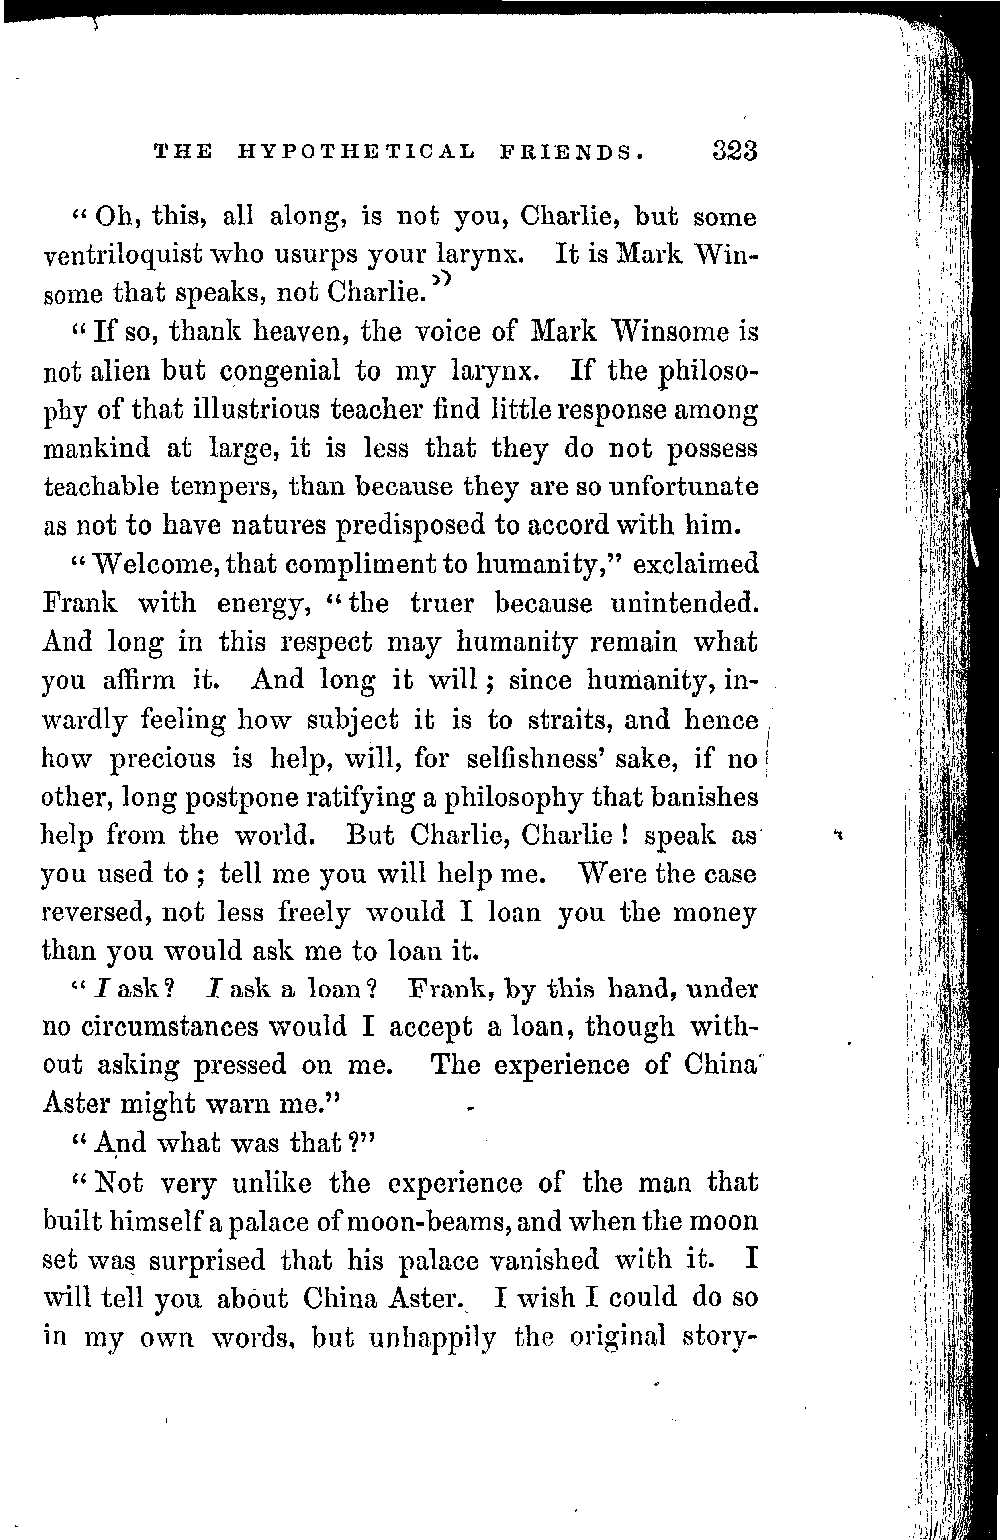 THE HYPOTHETICAL FRIENDS. 323
“Oh, this, all along, is not you, Charlie, but some
ventriloquist who usurps your larynx. It is Mark Win-
some that speaks, not Charlie.”
“If so, thank heaven, the voice of Mark Winsome is
not alien but congenial to my larynx. If the philoso-
phy of that illustrious teacher find little response among
mankind at large, it is less that they do not possess
teachable tempers, than because they are so unfortunate
as not to have natures predisposed to accord with him.
“Welcome, that compliment to humanity,” exclaimed
Frank with energy, “the truer because unintended.
And long in this respect may humanity remain what
you affirm it. And long it will; since humanity, in-
wardly feeling how subject it is to straits, and hence
how precious is help, will, for selfishness’ sake, if no
other, long postpone ratifying a philosophy that banishes
help from the world. But Charlie, Charlie! speak as
you used to; tell me you will help me. Were the case
reversed, not less freely would I loan you the money
than you would ask me to loan it.
“I ask? I ask a loan? Frank, by this hand, under
no circumstances would I accept a loan, though with-
out asking pressed on me. The experience of China
Aster might warn me.”
“And what was that?”
“Not very unlike the experience of the man that
built himself a palace of moon-beams, and when the moon
set was surprised that his palace vanished with it. I
will tell you about China Aster. I wish I could do so
in my own words, but unhappily the original story-